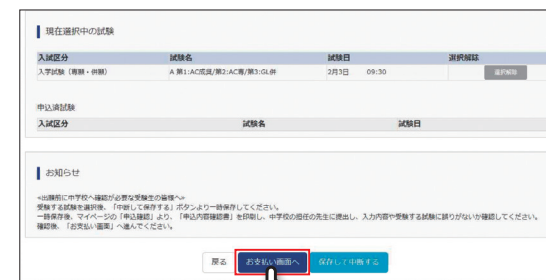 現在選択中の試験
入試区分 試験名 試験日 選択解除
入学試験（専願・併願） A 第1:AC成良/第2:AC専/第3:GL併 2月3日 09:30 選択解除
申込済試験
入試区分 試験名 試験日
お知らせ
<出願前に中学校へ確認が必要な受験生の皆様へ>
受験する試験を選択後、「中断して保存する」ボタンより一時保存してください。
一時保存後、マイページの「申込確認」より、「申込内容確認書」を印刷し、中学校の担任の先生に提出し、入力内容や受験する試験に誤りがないか確認してください。
確認後、「お支払い画面」へ進んでください。
戻る お支払い画面へ 保存して中断する